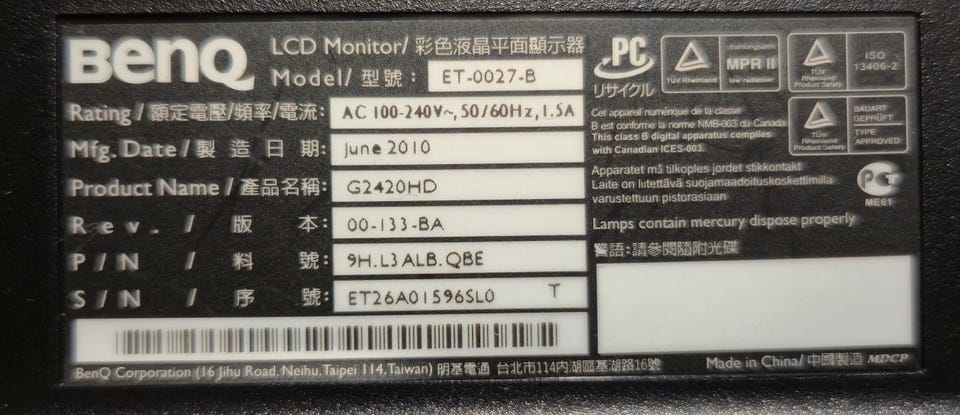 BenQ
LCD Monitor/ 彩色液晶平面顯示器
Model/ 型號: ET-0027-B
Rating / 額定電壓/頻率/電流: AC 100-240V~, 50/60Hz, 1.5A
Mfg. Date / 製造日期: June 2010
Product Name / 產品名稱: G2420HD
Rev. / 版本: 00-133-BA
P/N / 料號: 9H.L3ALB.QBE
S/N / 序號: ET26A01596SL0 T
BenQ Corporation (16 Jihu Road, Neihu, Taipei 114, Taiwan) 明基電通 台北市114內湖區基湖路16號
PC
リサイクル
TÜV Rheinland
strahlungsarm
MPR II
low radiation
TÜV
Rheinland
Product Safety
ISO
13406-2
TÜV
Rheinland
Product Safety
BAUART
GEPRÜFT
TYPE
APPROVED
Cet appareil numérique de la classe
B est conforme la norme NMB-003 du Canada
This class B digital apparatus complies
with Canadian ICES-003.
Apparatet må tilkoples jordet stikkontakt
Laite on liitettävä suojamaadoituskoskettimilla
varustettuun pistorasiaan
ME61
Lamps contain mercury dispose properly
警語:請參閱隨附光碟
Made in China/ 中國製造 MDCP